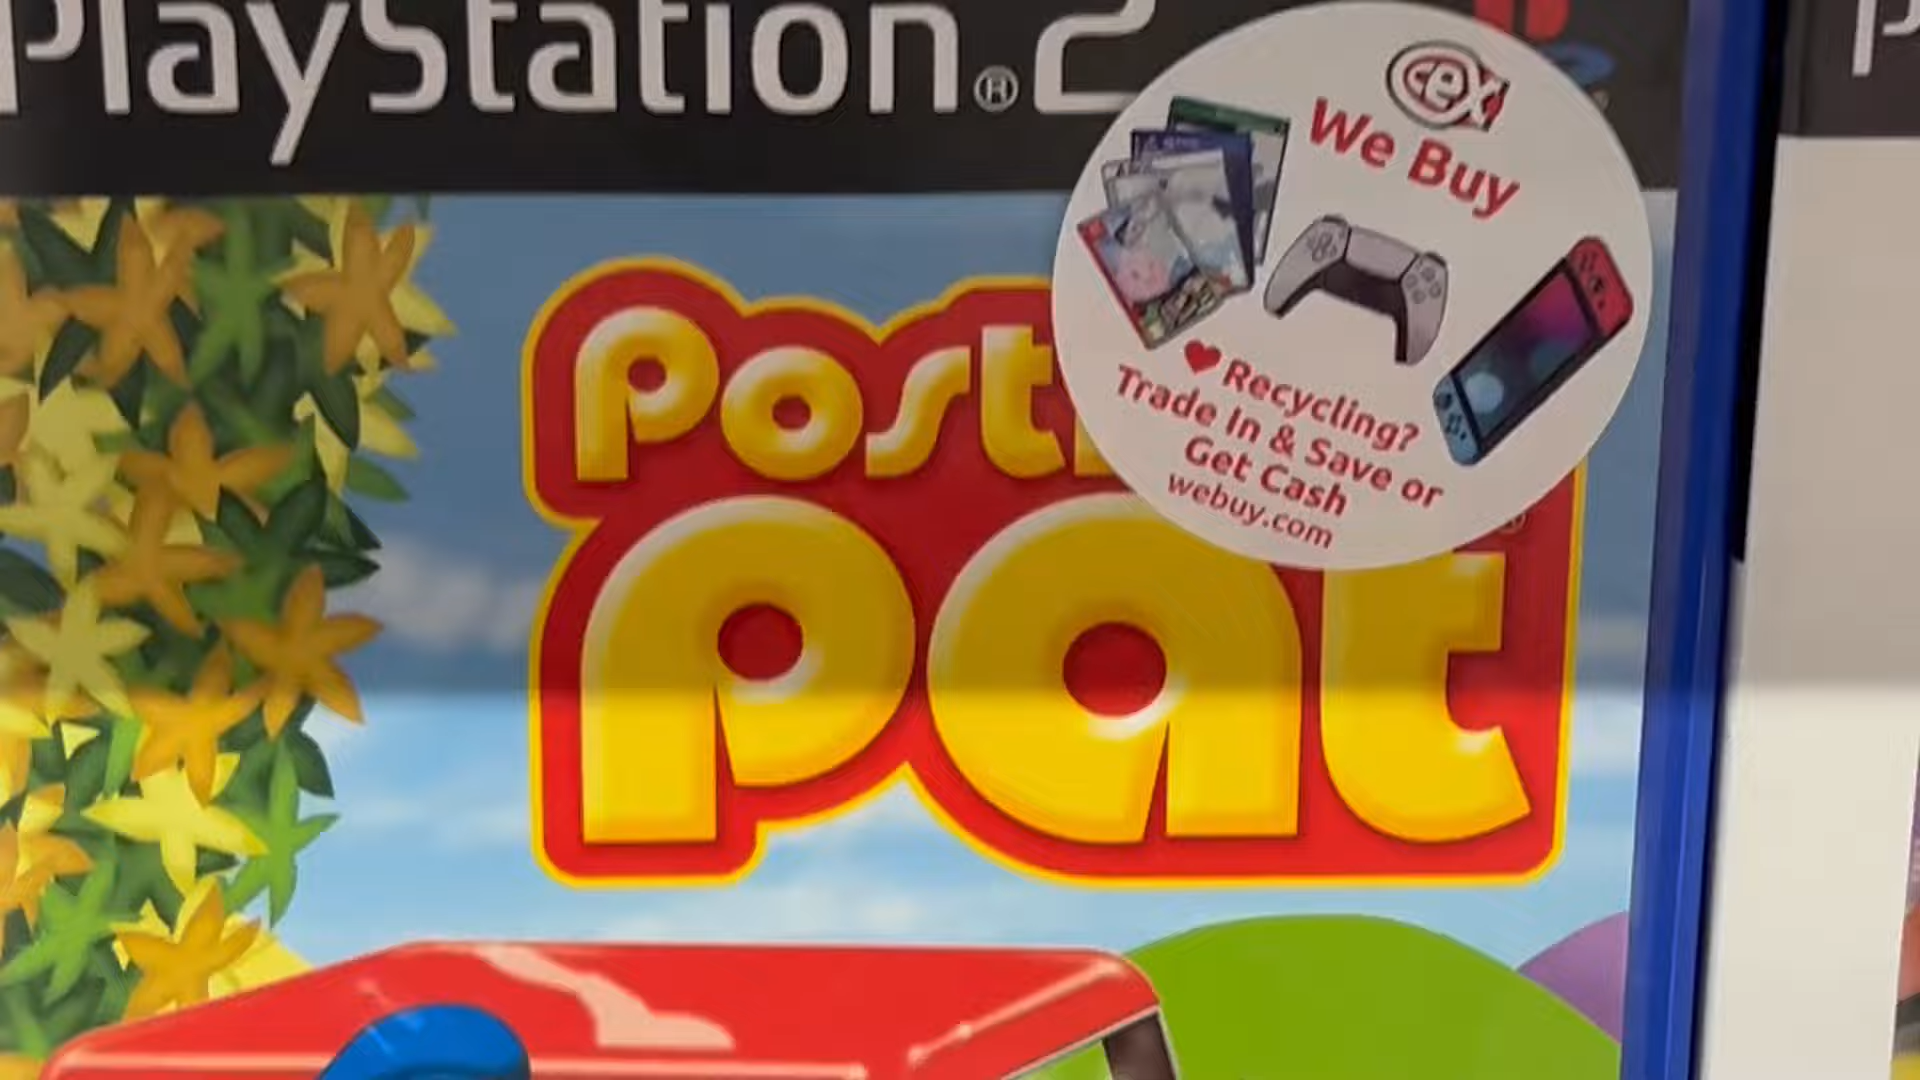 PlayStation®2
cex
We Buy
♥ Recycling?
Trade In & Save or
Get Cash
webuy.com
Post
Pat